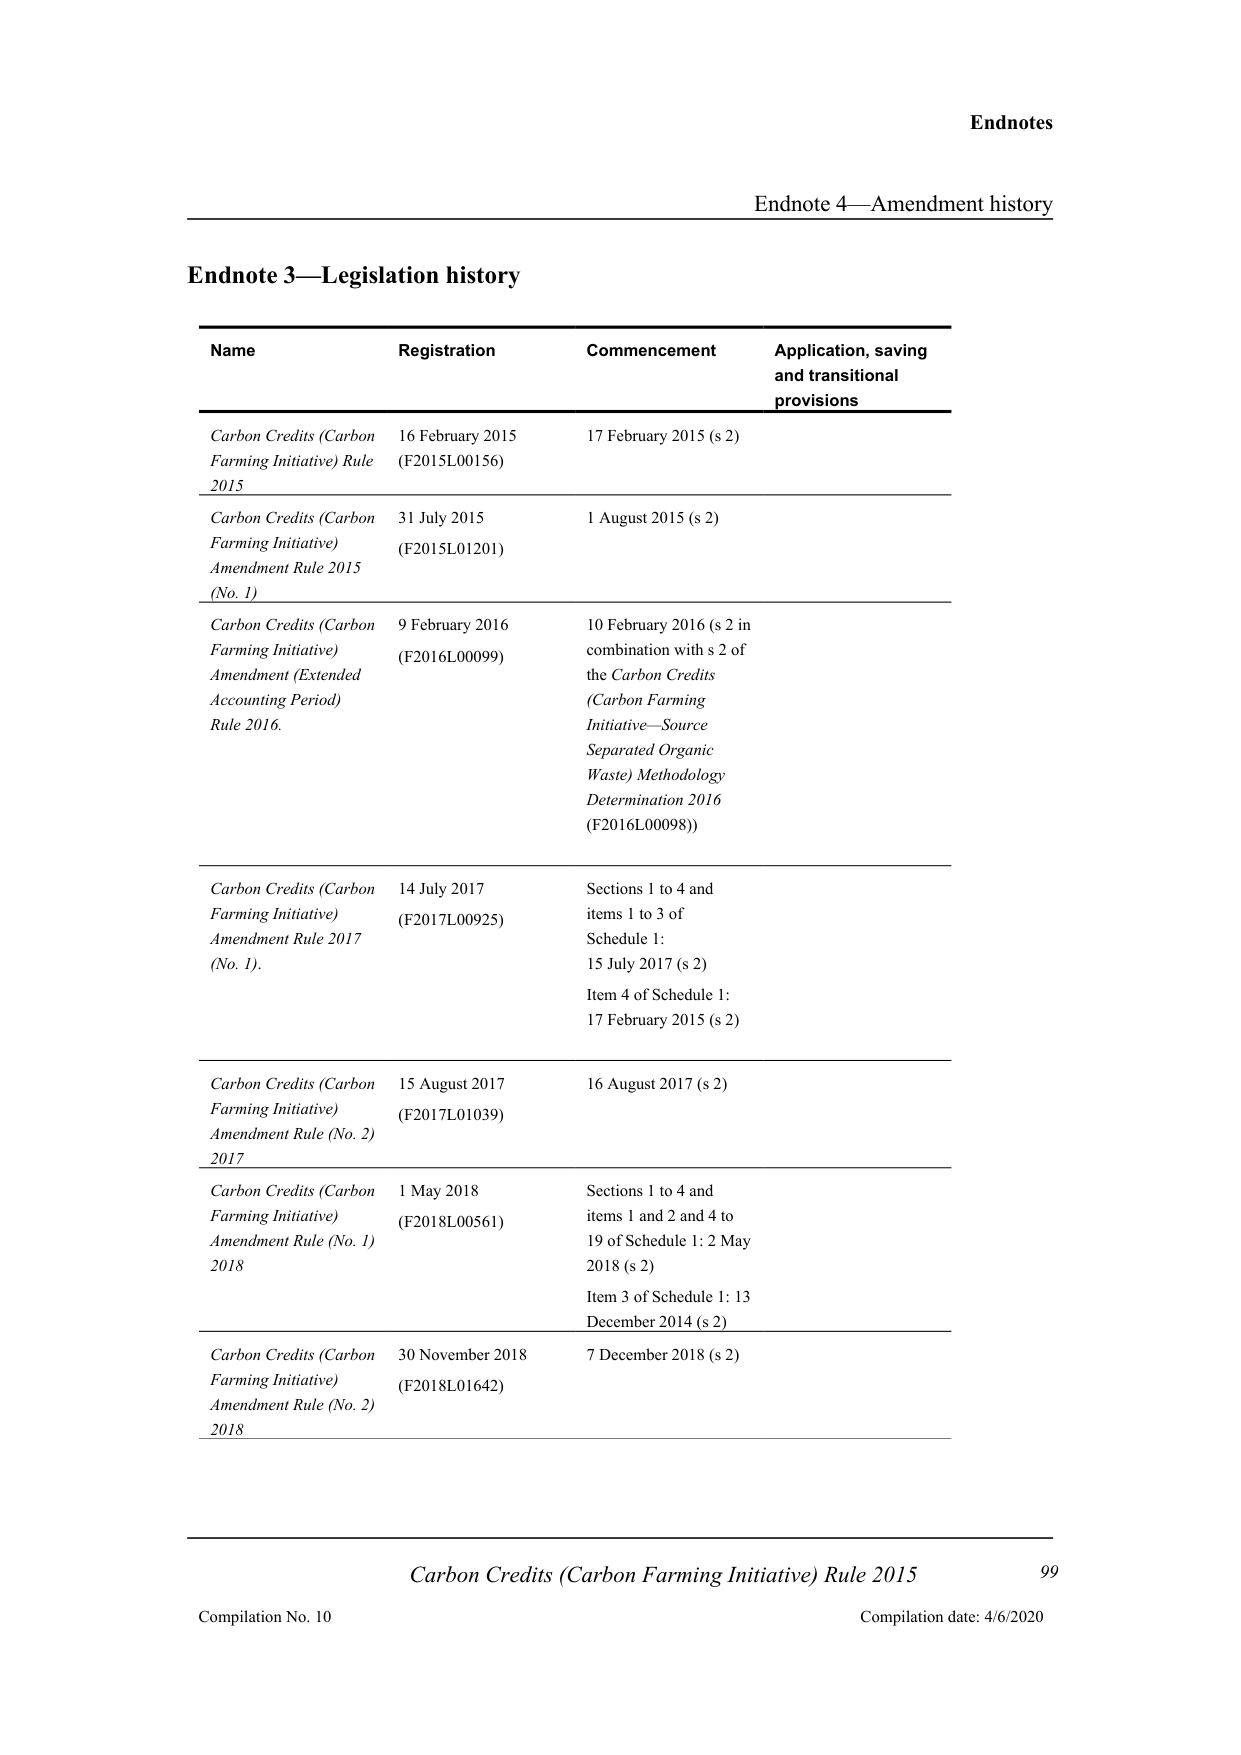 Endnotes
Endnote 4—Amendment history
Endnote 3—Legislation history
Name
Registration
Commencement
Application, saving
and transitional
provisions
Carbon Credits (Carbon
Farming Initiative) Rule
2015
16 February 2015
(F2015L00156)
17 February 2015 (s 2)
Carbon Credits (Carbon
Farming Initiative)
Amendment Rule 2015
(No. 1)
31 July 2015
(F2015L01201)
1 August 2015 (s 2)
Carbon Credits (Carbon
Farming Initiative)
Amendment (Extended
Accounting Period)
Rule 2016.
9 February 2016
(F2016L00099)
10 February 2016 (s 2 in
combination with s 2 of
the Carbon Credits
(Carbon Farming
Initiative—Source
Separated Organic
Waste) Methodology
Determination 2016
(F2016L00098))
Carbon Credits (Carbon
Farming Initiative)
Amendment Rule 2017
(No. 1).
14 July 2017
(F2017L00925)
Sections 1 to 4 and
items 1 to 3 of
Schedule 1:
15 July 2017 (s 2)
Item 4 of Schedule 1:
17 February 2015 (s 2)
Carbon Credits (Carbon
Farming Initiative)
Amendment Rule (No. 2)
2017
15 August 2017
(F2017L01039)
16 August 2017 (s 2)
Carbon Credits (Carbon
Farming Initiative)
Amendment Rule (No. 1)
2018
1 May 2018
(F2018L00561)
Sections 1 to 4 and
items 1 and 2 and 4 to
19 of Schedule 1: 2 May
2018 (s 2)
Item 3 of Schedule 1: 13
December 2014 (s 2)
Carbon Credits (Carbon
Farming Initiative)
Amendment Rule (No. 2)
2018
30 November 2018
(F2018L01642)
7 December 2018 (s 2)
Carbon Credits (Carbon Farming Initiative) Rule 2015
99
Compilation No. 10
Compilation date: 4/6/2020